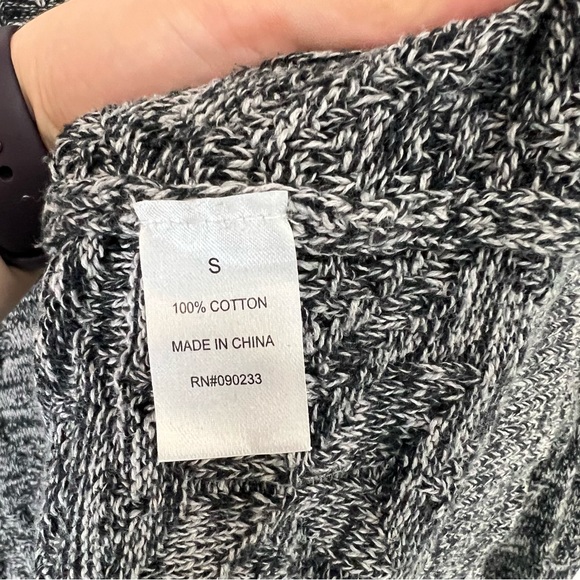 S
100% COTTON
MADE IN CHINA
RN#090233